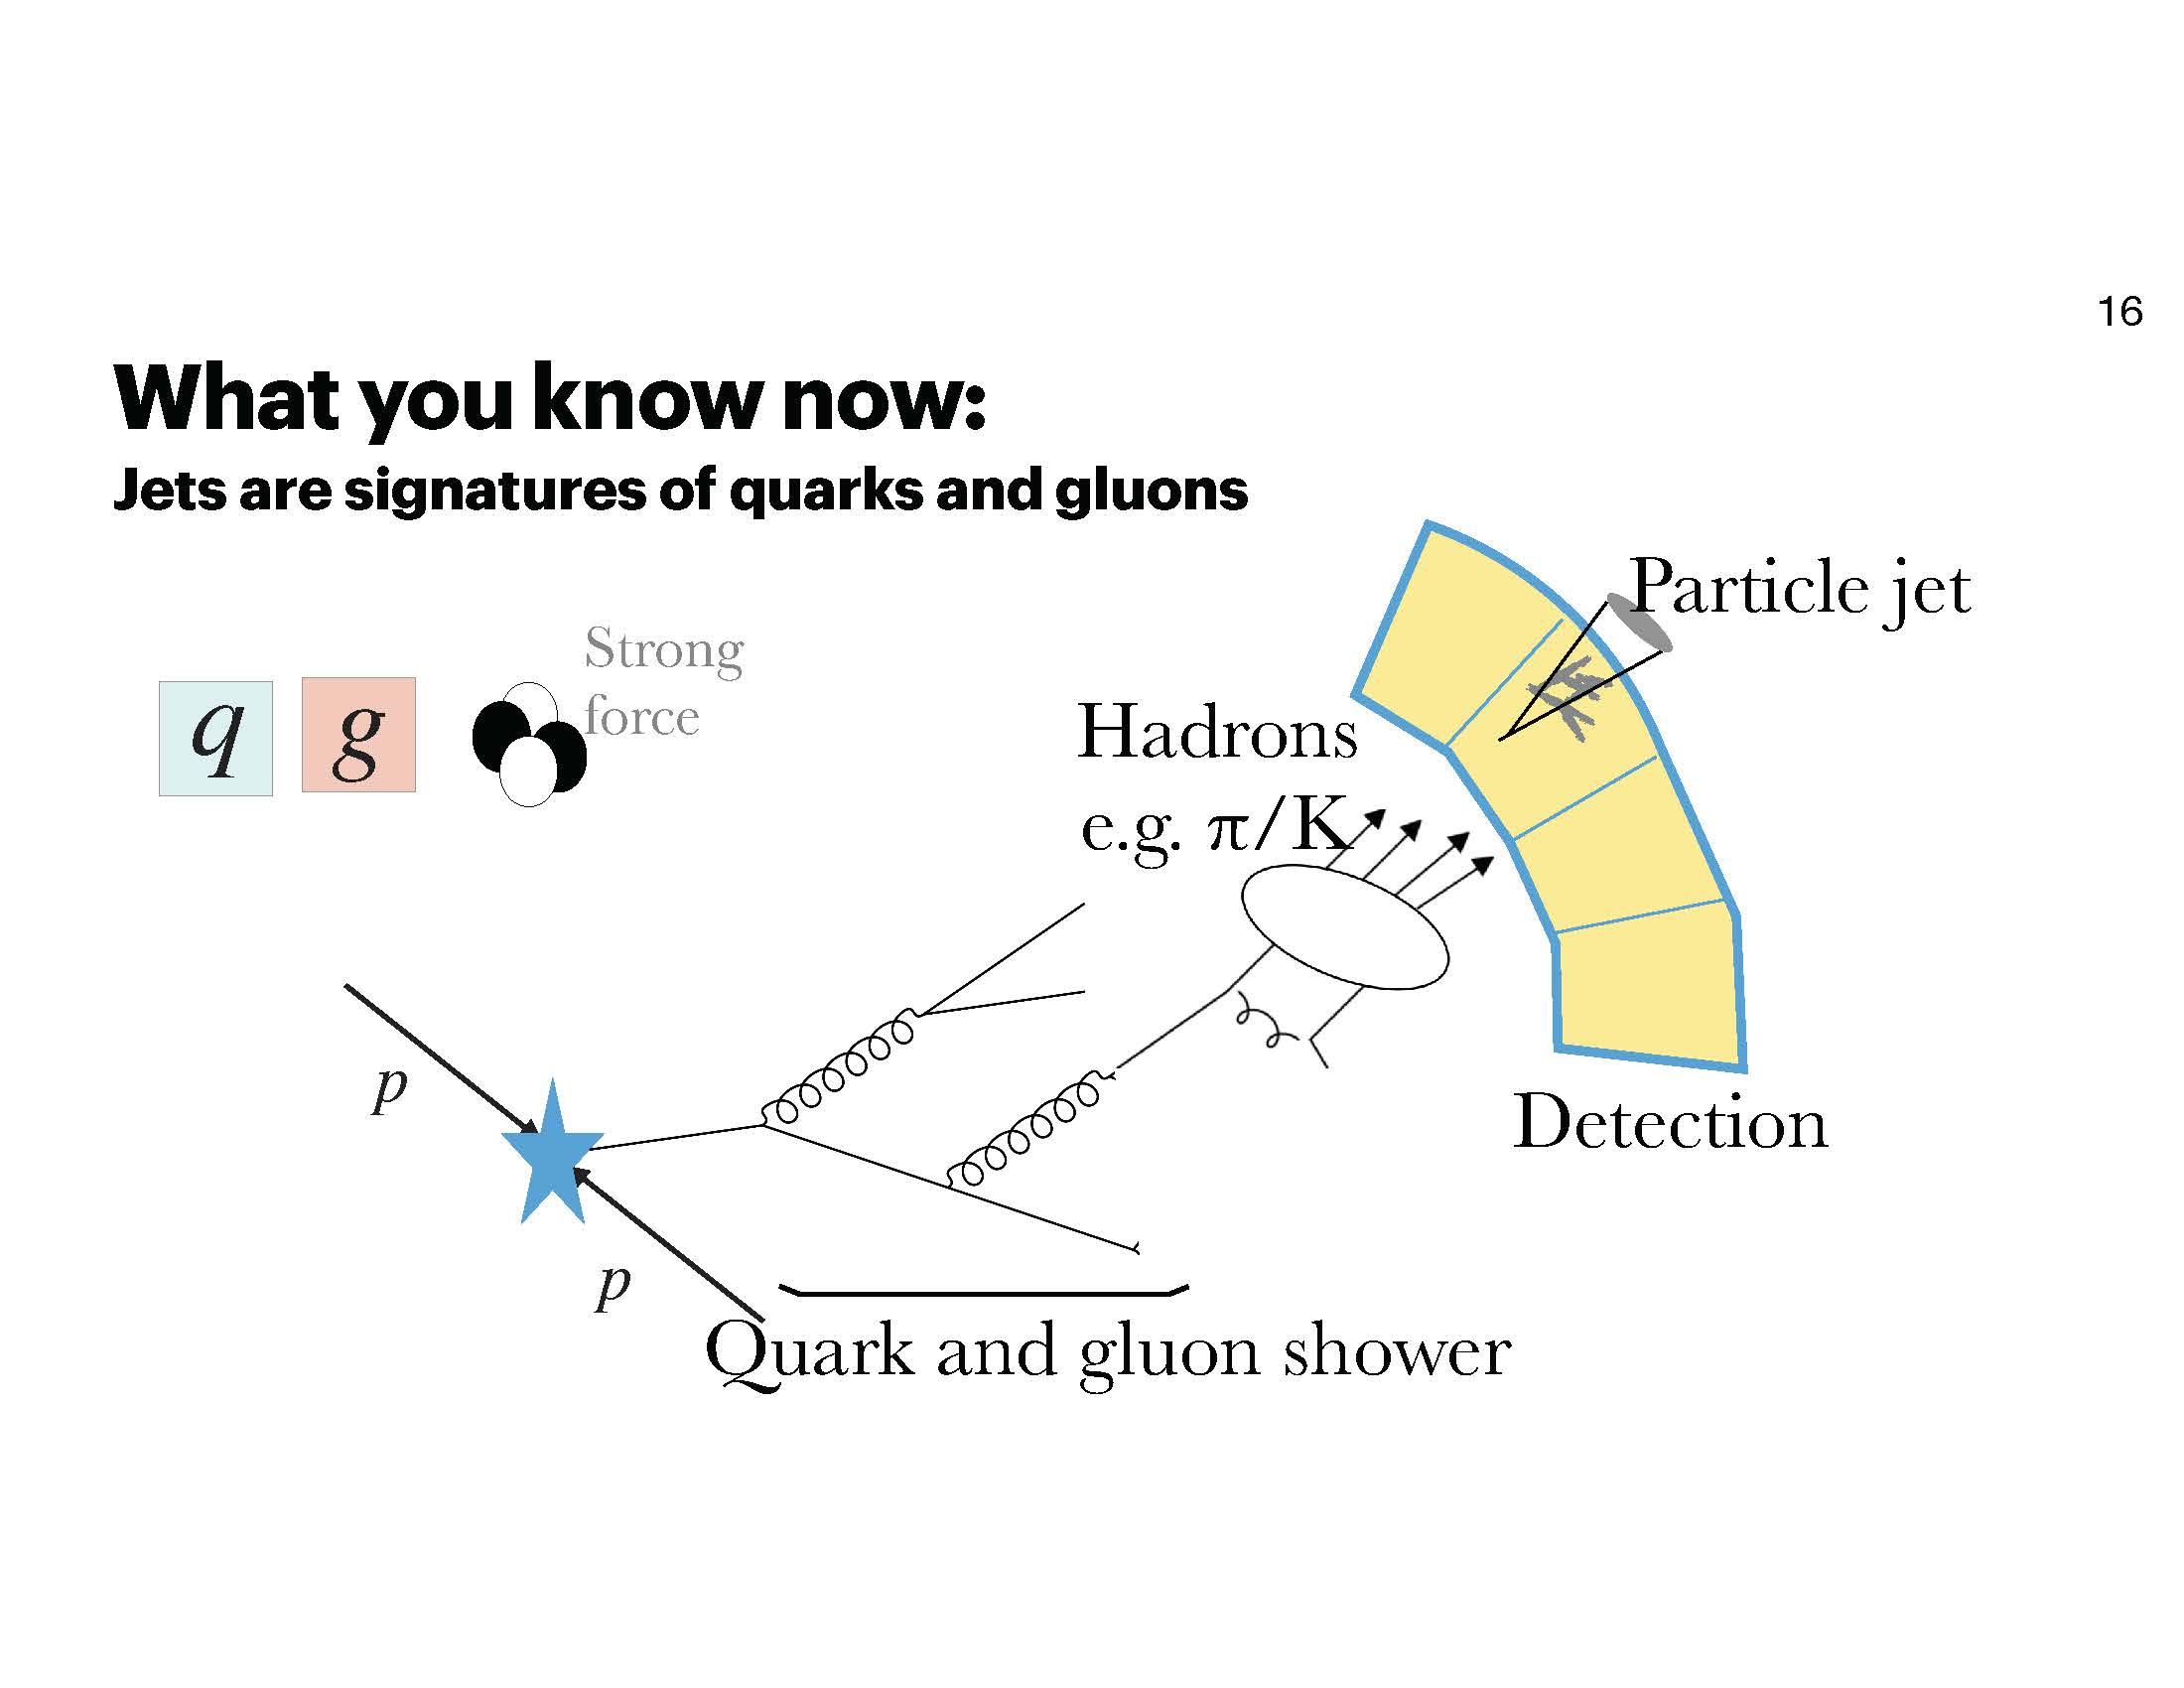 16
What you know now:
Jets are signatures of quarks and gluons
Strong
force
q
g
Particle jet
Hadrons
e.g. π/K
p
p
Detection
Quark and gluon shower